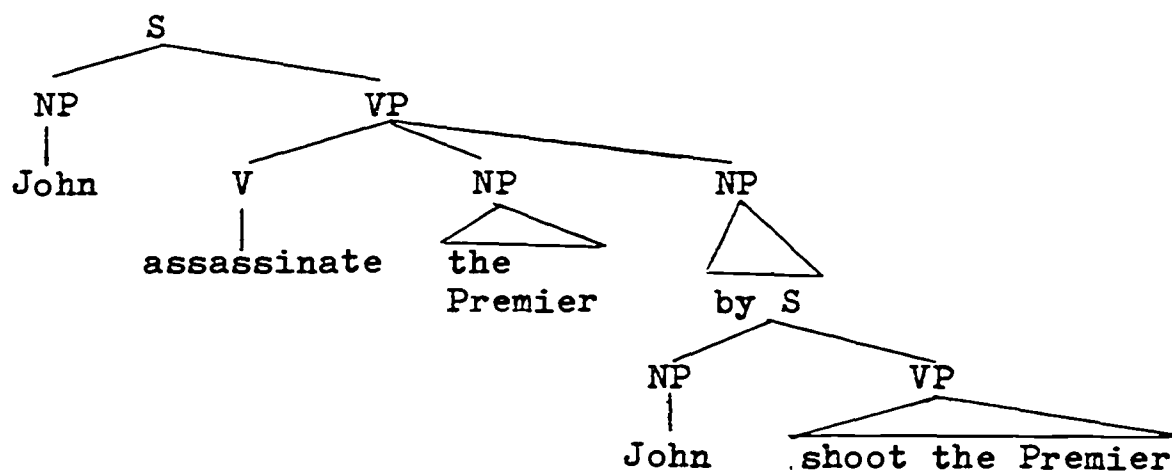 S
NP VP
John V NP NP
assassinate the
Premier by S
NP VP
John shoot the Premier